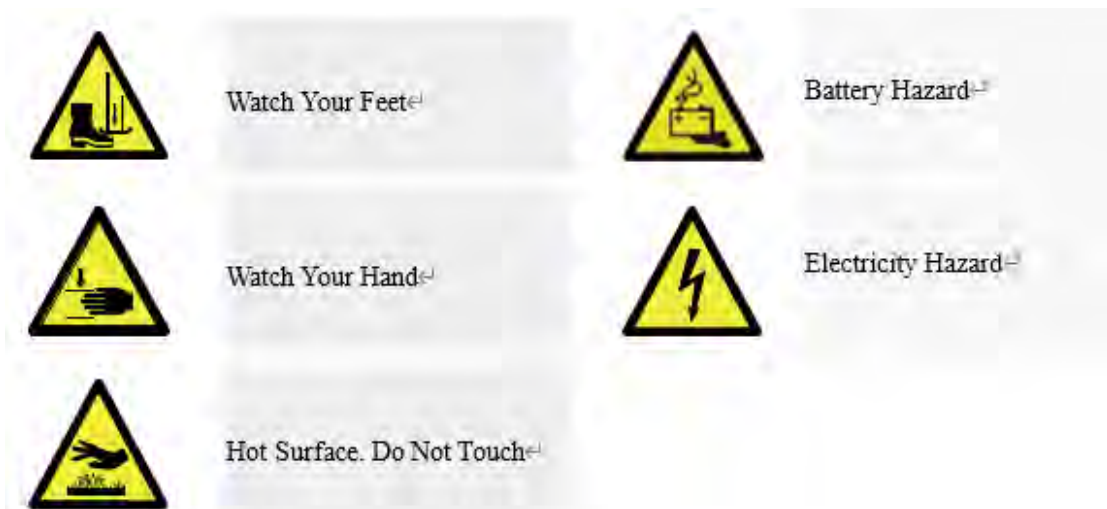 Watch Your Feet
Battery Hazard
Watch Your Hand
Electricity Hazard
Hot Surface. Do Not Touch